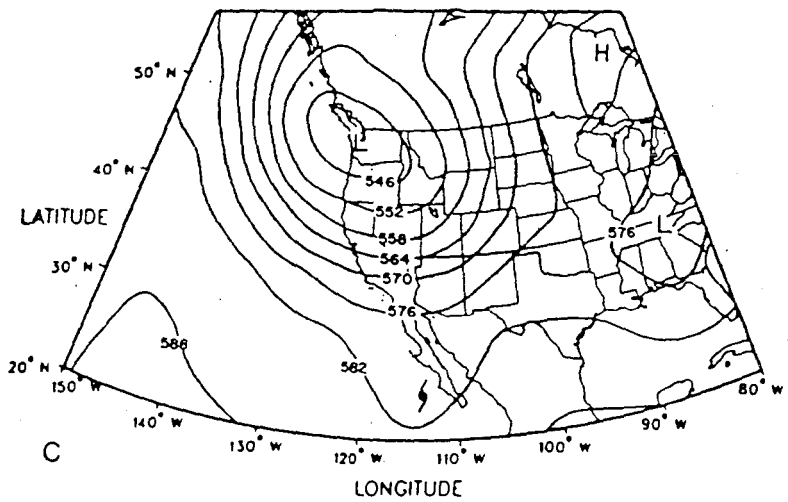 H
50° N
L
40° N
546
LATITUDE
552
576
L
558
564
30° N
570
576
588
582
20° N
150° W
80° W
140° W
90° W
130° W
120° W
110° W
100° W
C
LONGITUDE